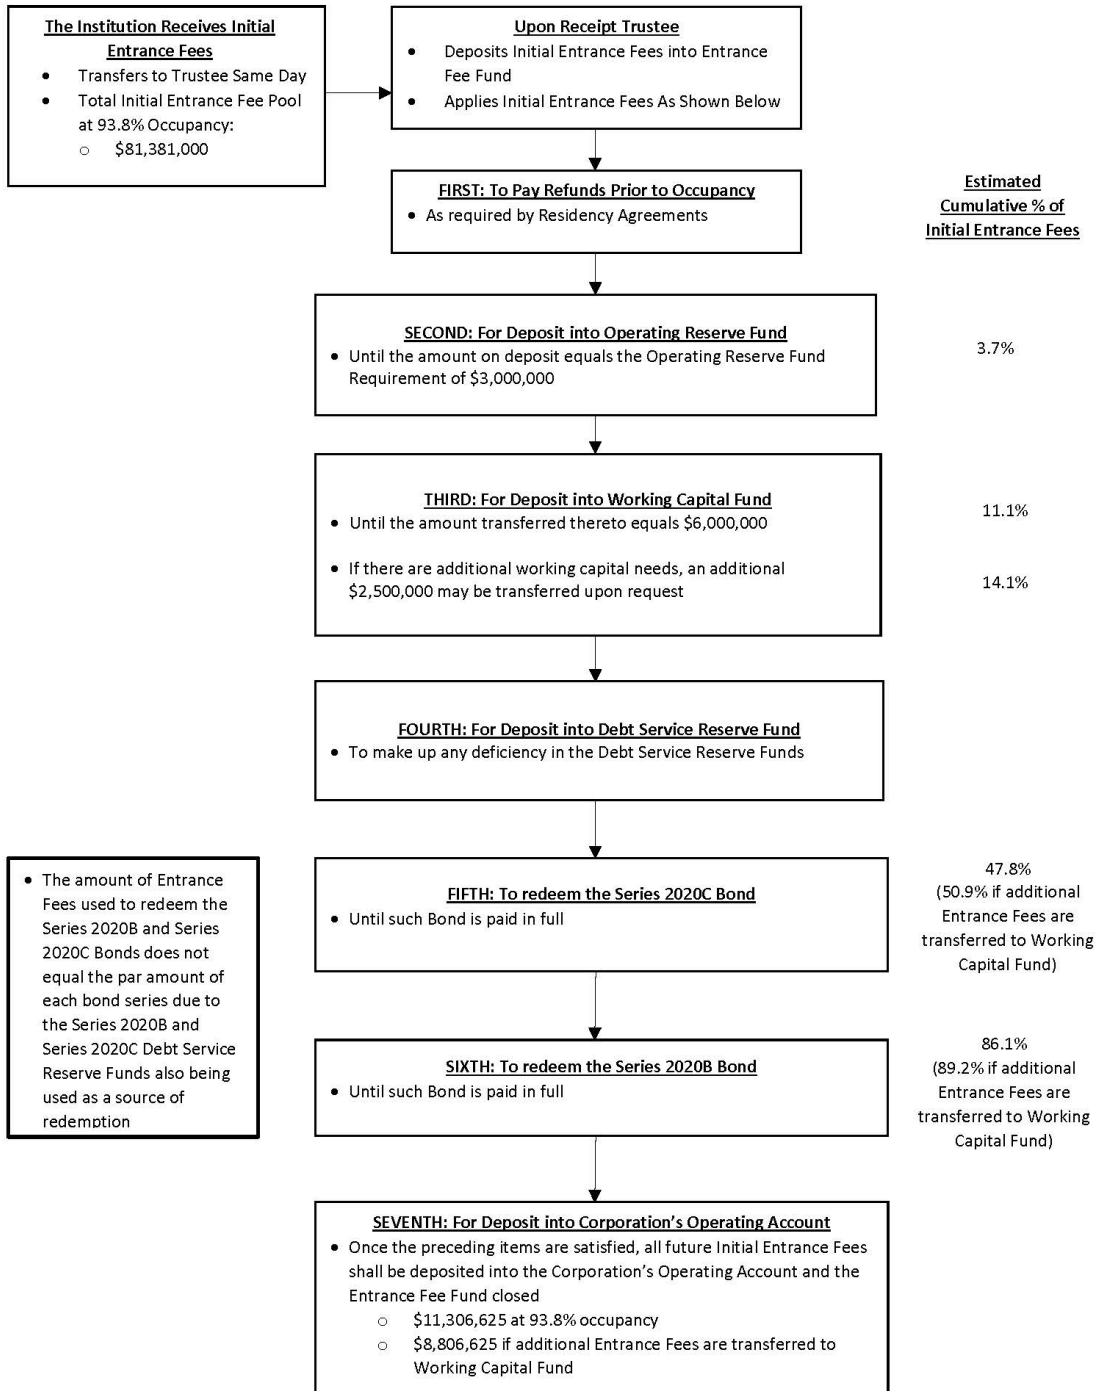 The Institution Receives Initial
Entrance Fees
• Transfers to Trustee Same Day
• Total Initial Entrance Fee Pool
at 93.8% Occupancy:
o $81,381,000
Upon Receipt Trustee
• Deposits Initial Entrance Fees into Entrance
Fee Fund
• Applies Initial Entrance Fees As Shown Below
FIRST: To Pay Refunds Prior to Occupancy
• As required by Residency Agreements
Estimated
Cumulative % of
Initial Entrance Fees
SECOND: For Deposit into Operating Reserve Fund
• Until the amount on deposit equals the Operating Reserve Fund
Requirement of $3,000,000
3.7%
THIRD: For Deposit into Working Capital Fund
• Until the amount transferred thereto equals $6,000,000
11.1%
• If there are additional working capital needs, an additional
$2,500,000 may be transferred upon request
14.1%
FOURTH: For Deposit into Debt Service Reserve Fund
• To make up any deficiency in the Debt Service Reserve Funds
• The amount of Entrance
Fees used to redeem the
Series 2020B and Series
2020C Bonds does not
equal the par amount of
each bond series due to
the Series 2020B and
Series 2020C Debt Service
Reserve Funds also being
used as a source of
redemption
FIFTH: To redeem the Series 2020C Bond
• Until such Bond is paid in full
47.8%
(50.9% if additional
Entrance Fees are
transferred to Working
Capital Fund)
SIXTH: To redeem the Series 2020B Bond
• Until such Bond is paid in full
86.1%
(89.2% if additional
Entrance Fees are
transferred to Working
Capital Fund)
SEVENTH: For Deposit into Corporation's Operating Account
• Once the preceding items are satisfied, all future Initial Entrance Fees
shall be deposited into the Corporation's Operating Account and the
Entrance Fee Fund closed
o $11,306,625 at 93.8% occupancy
o $8,806,625 if additional Entrance Fees are transferred to
Working Capital Fund